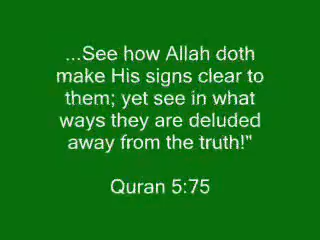 ...See how Allah doth
make His signs clear to
them; yet see in what
ways they are deluded
away from the truth!"
Quran 5:75